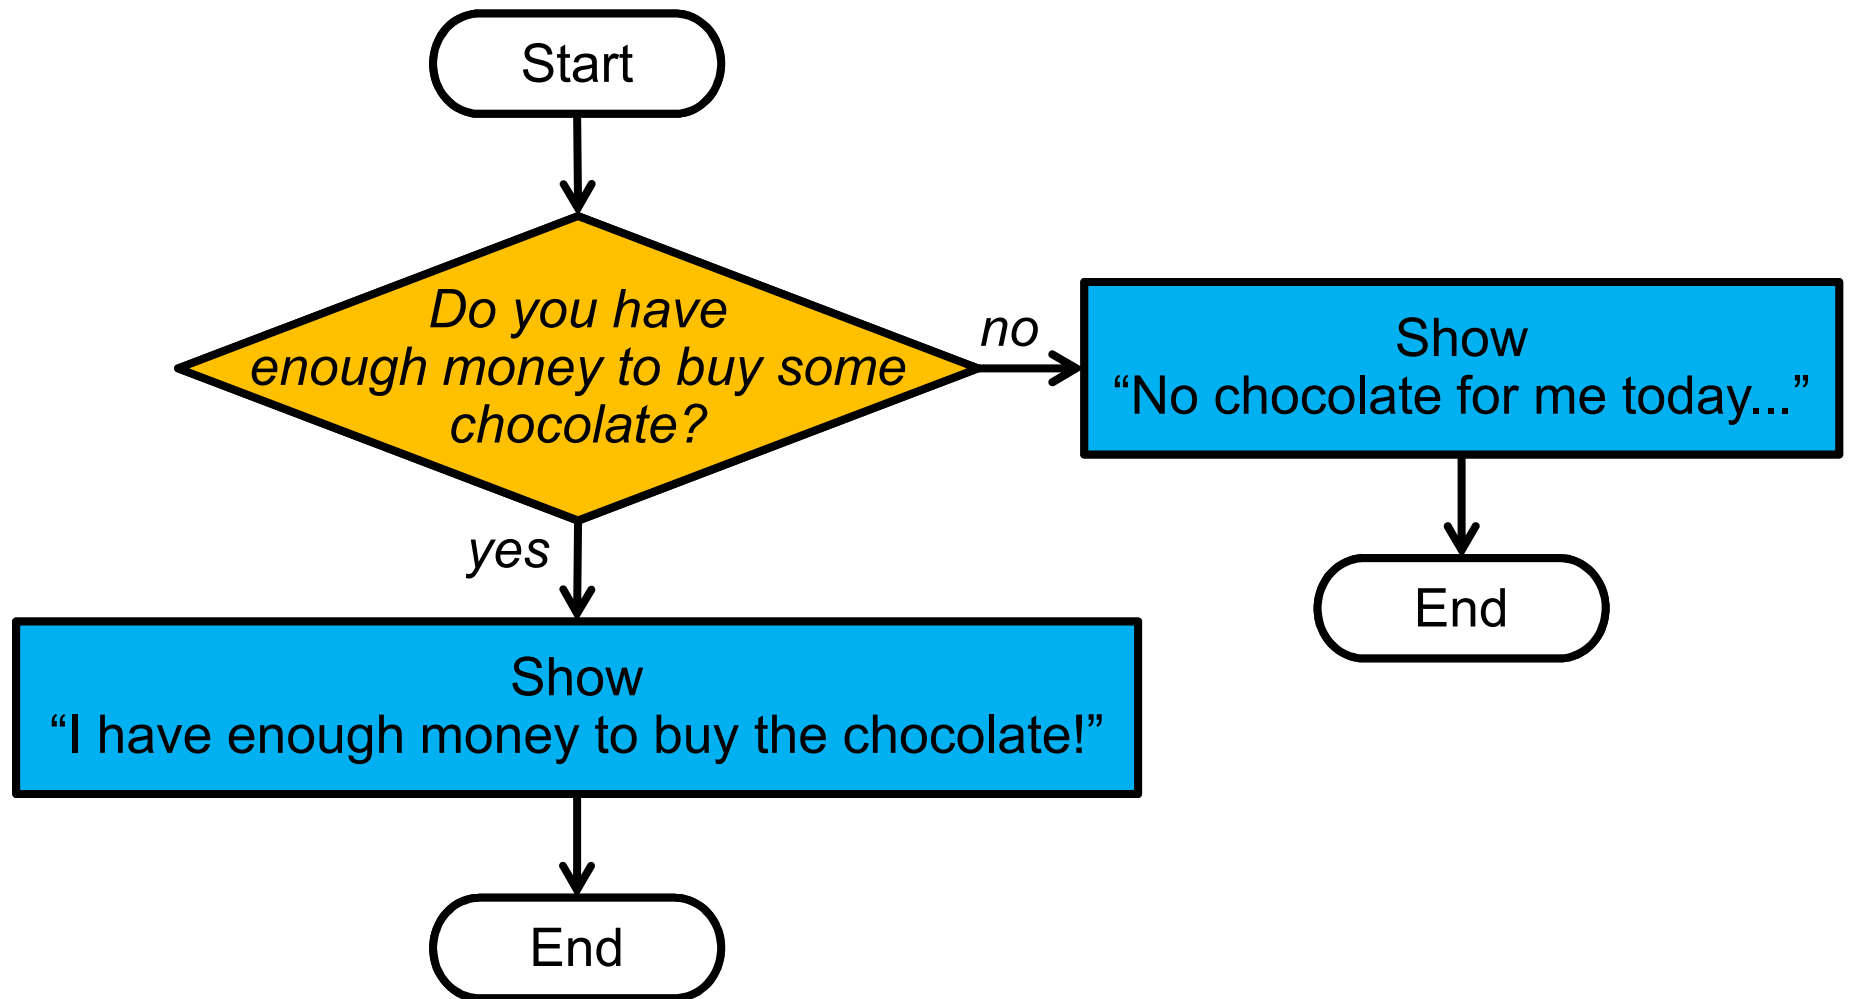 Start
Do you have
enough money to buy some
chocolate?
no
Show
“No chocolate for me today...”
End
yes
Show
“I have enough money to buy the chocolate!”
End